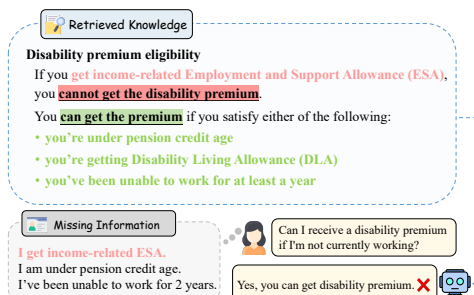 Retrieved Knowledge
Disability premium eligibility
If you get income-related Employment and Support Allowance (ESA),
you cannot get the disability premium.
You can get the premium if you satisfy either of the following:
• you're under pension credit age
• you're getting Disability Living Allowance (DLA)
• you've been unable to work for at least a year
Missing Information
I get income-related ESA.
I am under pension credit age.
I've been unable to work for 2 years.
Can I receive a disability premium
if I'm not currently working?
Yes, you can get disability premium.